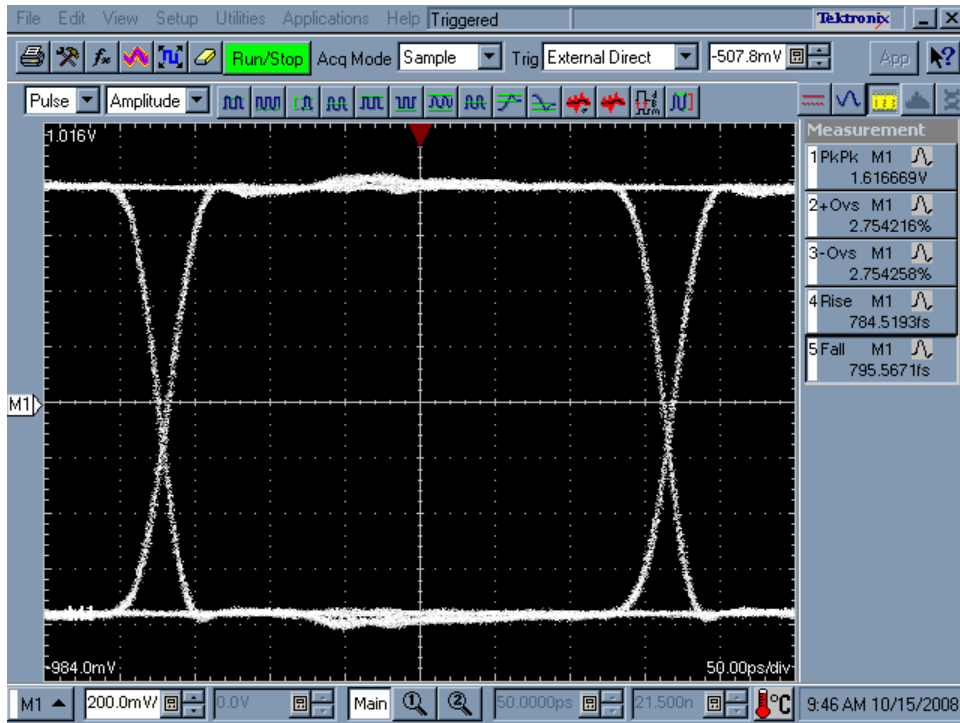 File Edit View Setup Utilities Applications Help Triggered Tektronix
Run/Stop Acq Mode Sample Trig External Direct -507.8mV App
Pulse Amplitude
Measurement
1.016V
1 PkPk M1
1.616669V
2 +Ovs M1
2.754216%
3 -Ovs M1
2.754258%
4 Rise M1
784.5193fs
5 Fall M1
795.5671fs
M1
M1
-984.0mV 50.00ps/div
M1 200.0mV/ 0.0V Main 1 2 50.0000ps 21.500n °C 9:46 AM 10/15/2008